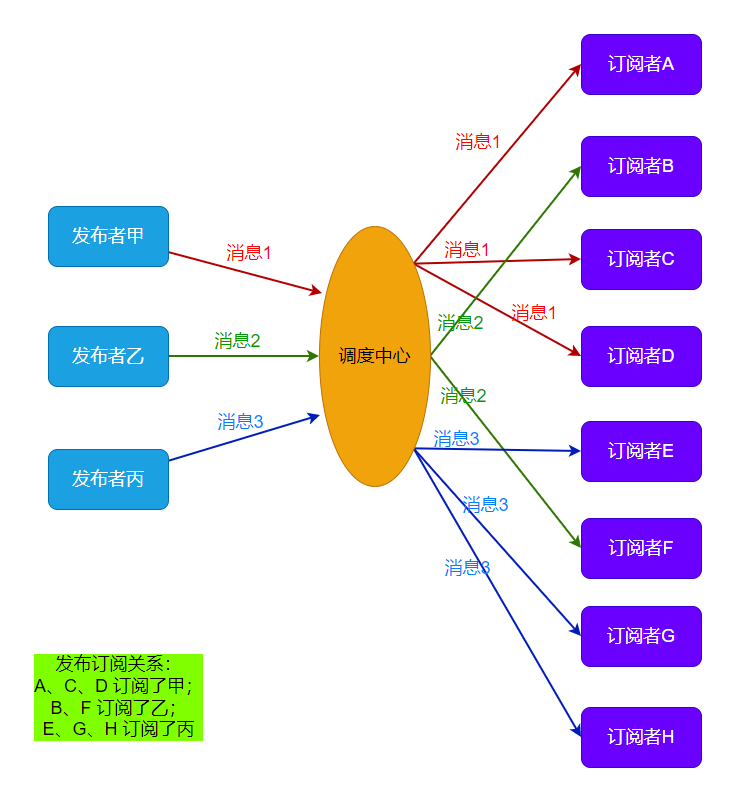 订阅者A
消息1
订阅者B
发布者甲
消息1
消息1
订阅者C
消息1
消息2
发布者乙
消息2
调度中心
订阅者D
消息2
消息3
消息3
订阅者E
发布者丙
消息3
订阅者F
消息3
订阅者G
发布订阅关系：
A、C、D 订阅了甲；
B、F 订阅了乙；
E、G、H 订阅了丙
订阅者H